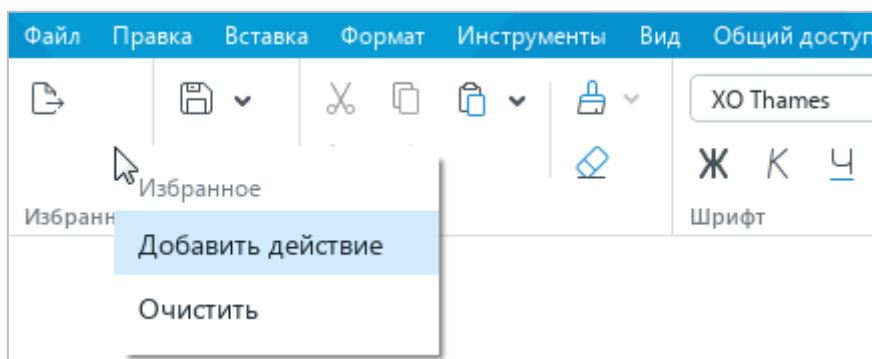 Файл Правка Вставка Формат Инструменты Вид Общий доступ
XO Thames
Ж К Ч
Избранное
Шрифт
Добавить действие
Очистить